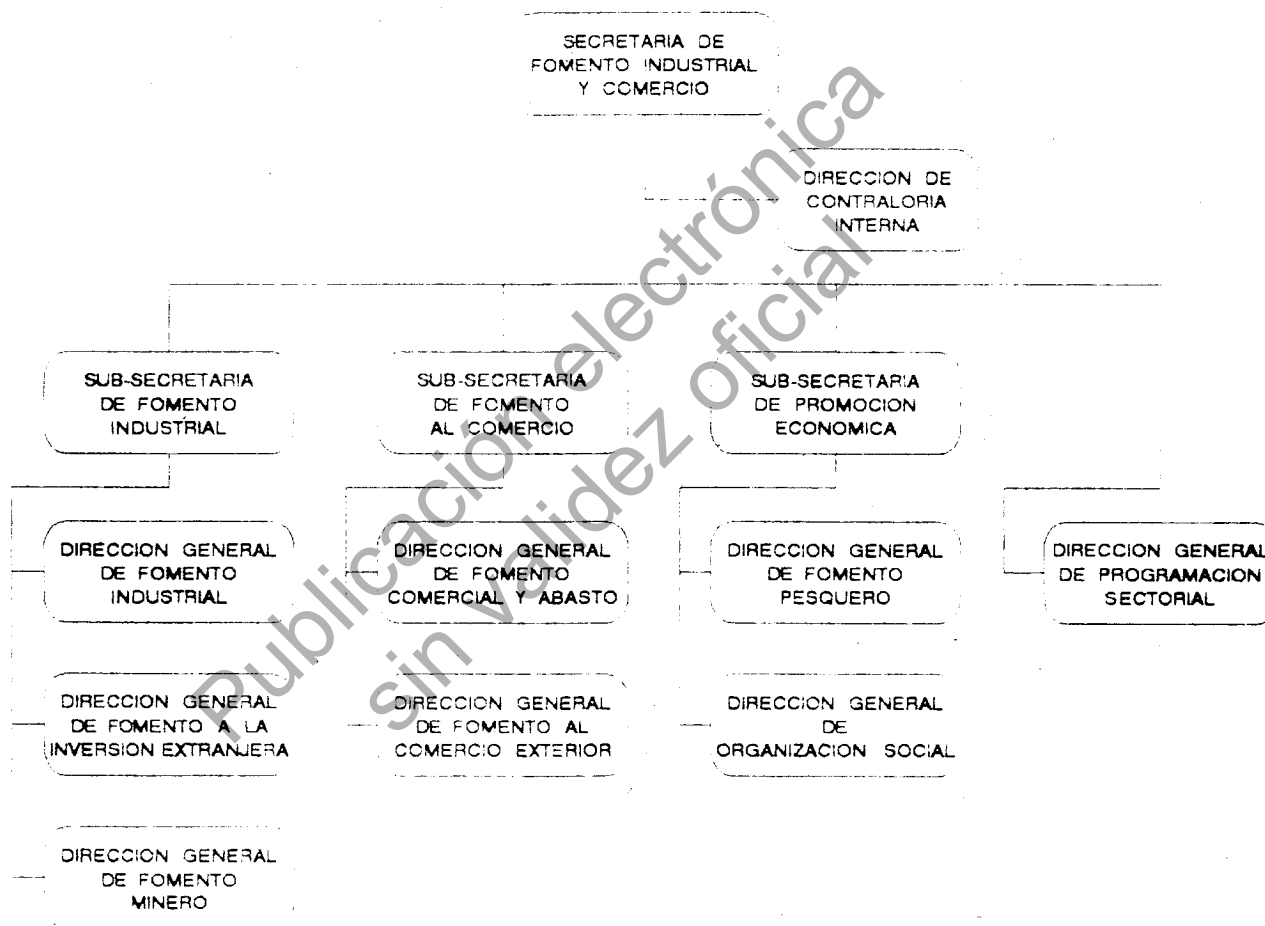 SECRETARIA DE
FOMENTO INDUSTRIAL
Y COMERCIO
DIRECCION DE
CONTRALORIA
INTERNA
SUB-SECRETARIA
DE FOMENTO
INDUSTRIAL
SUB-SECRETARIA
DE FOMENTO
AL COMERCIO
SUB-SECRETARIA
DE PROMOCION
ECONOMICA
DIRECCION GENERAL
DE FOMENTO
INDUSTRIAL
DIRECCION GENERAL
DE FOMENTO
COMERCIAL Y ABASTO
DIRECCION GENERAL
DE FOMENTO
PESQUERO
DIRECCION GENERAL
DE PROGRAMACION
SECTORIAL
DIRECCION GENERAL
DE FOMENTO A LA
INVERSION EXTRANJERA
DIRECCION GENERAL
DE FOMENTO AL
COMERCIO EXTERIOR
DIRECCION GENERAL
DE
ORGANIZACION SOCIAL
DIRECCION GENERAL
DE FOMENTO
MINERO
Publicación electrónica
sin validez oficial